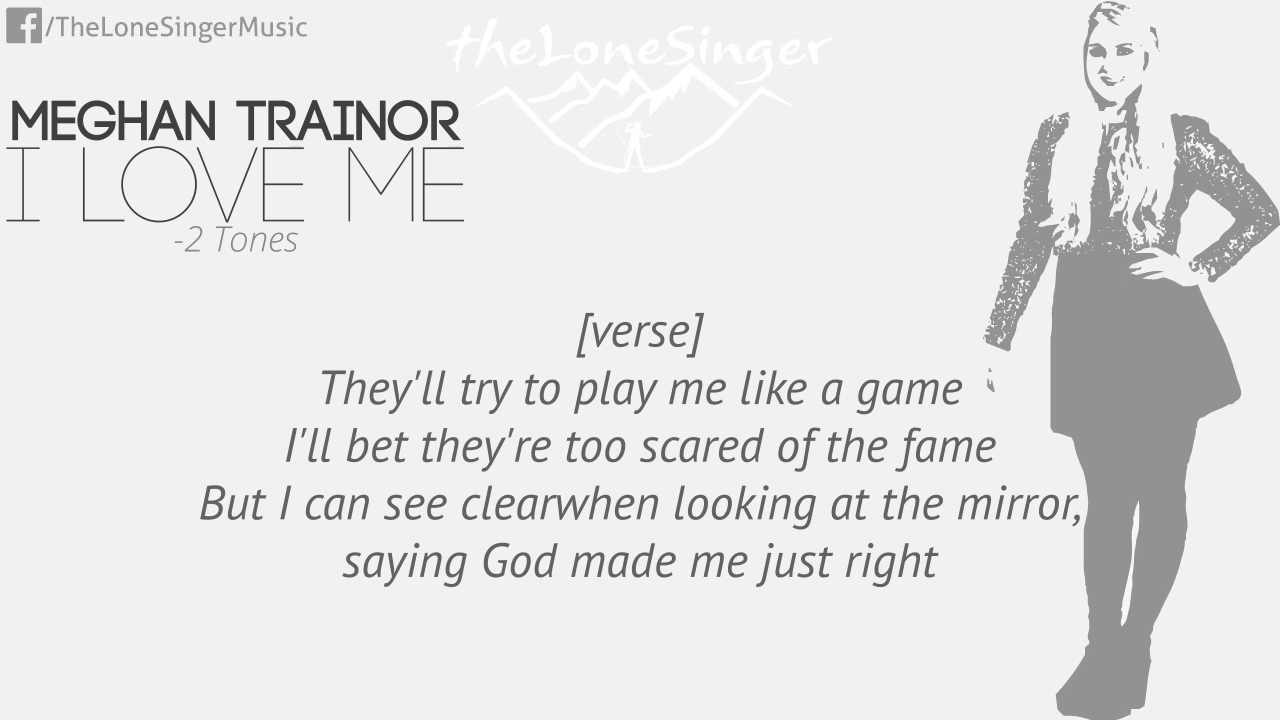 /TheLoneSingerMusic
theLoneSinger
MEGHAN TRAINOR
I LOVE ME
-2 Tones
[verse]
They'll try to play me like a game
I'll bet they're too scared of the fame
But I can see clearwhen looking at the mirror,
saying God made me just right